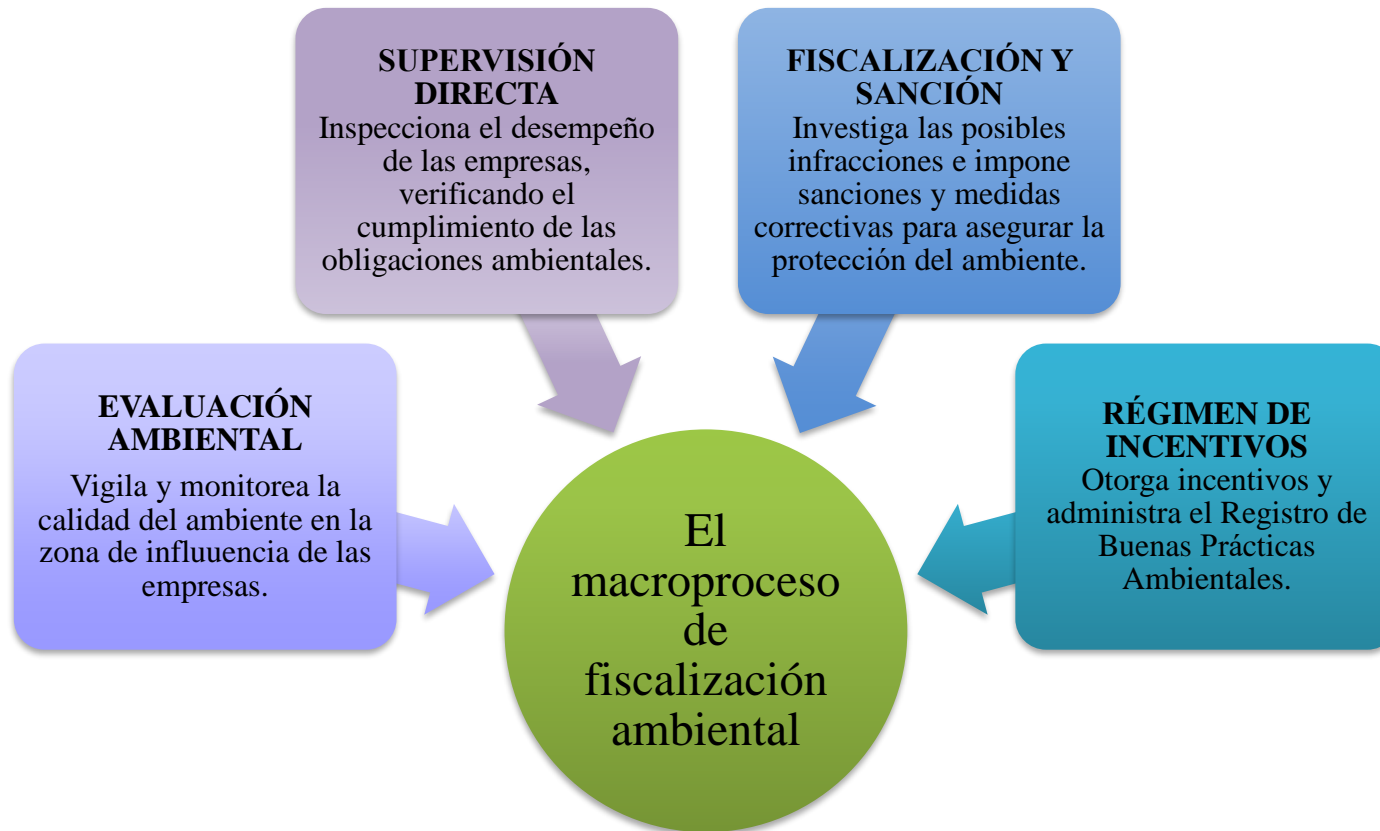 SUPERVISIÓN
DIRECTA
Inspecciona el desempeño
de las empresas,
verificando el
cumplimiento de las
obligaciones ambientales.
FISCALIZACIÓN Y
SANCIÓN
Investiga las posibles
infracciones e impone
sanciones y medidas
correctivas para asegurar la
protección del ambiente.
EVALUACIÓN
AMBIENTAL
Vigila y monitorea la
calidad del ambiente en la
zona de influuencia de las
empresas.
RÉGIMEN DE
INCENTIVOS
Otorga incentivos y
administra el Registro de
Buenas Prácticas
Ambientales.
El
macroproceso
de
fiscalización
ambiental